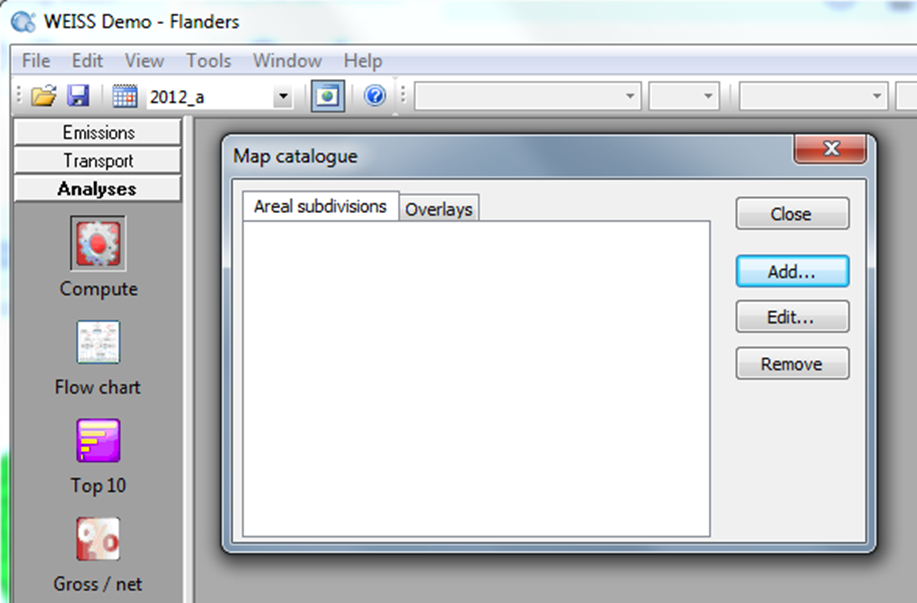 WEISS Demo - Flanders
File Edit View Tools Window Help
2012_a
Emissions
Transport
Analyses
Compute
Flow chart
Top 10
Gross / net
Map catalogue
Areal subdivisions Overlays
Close
Add...
Edit...
Remove